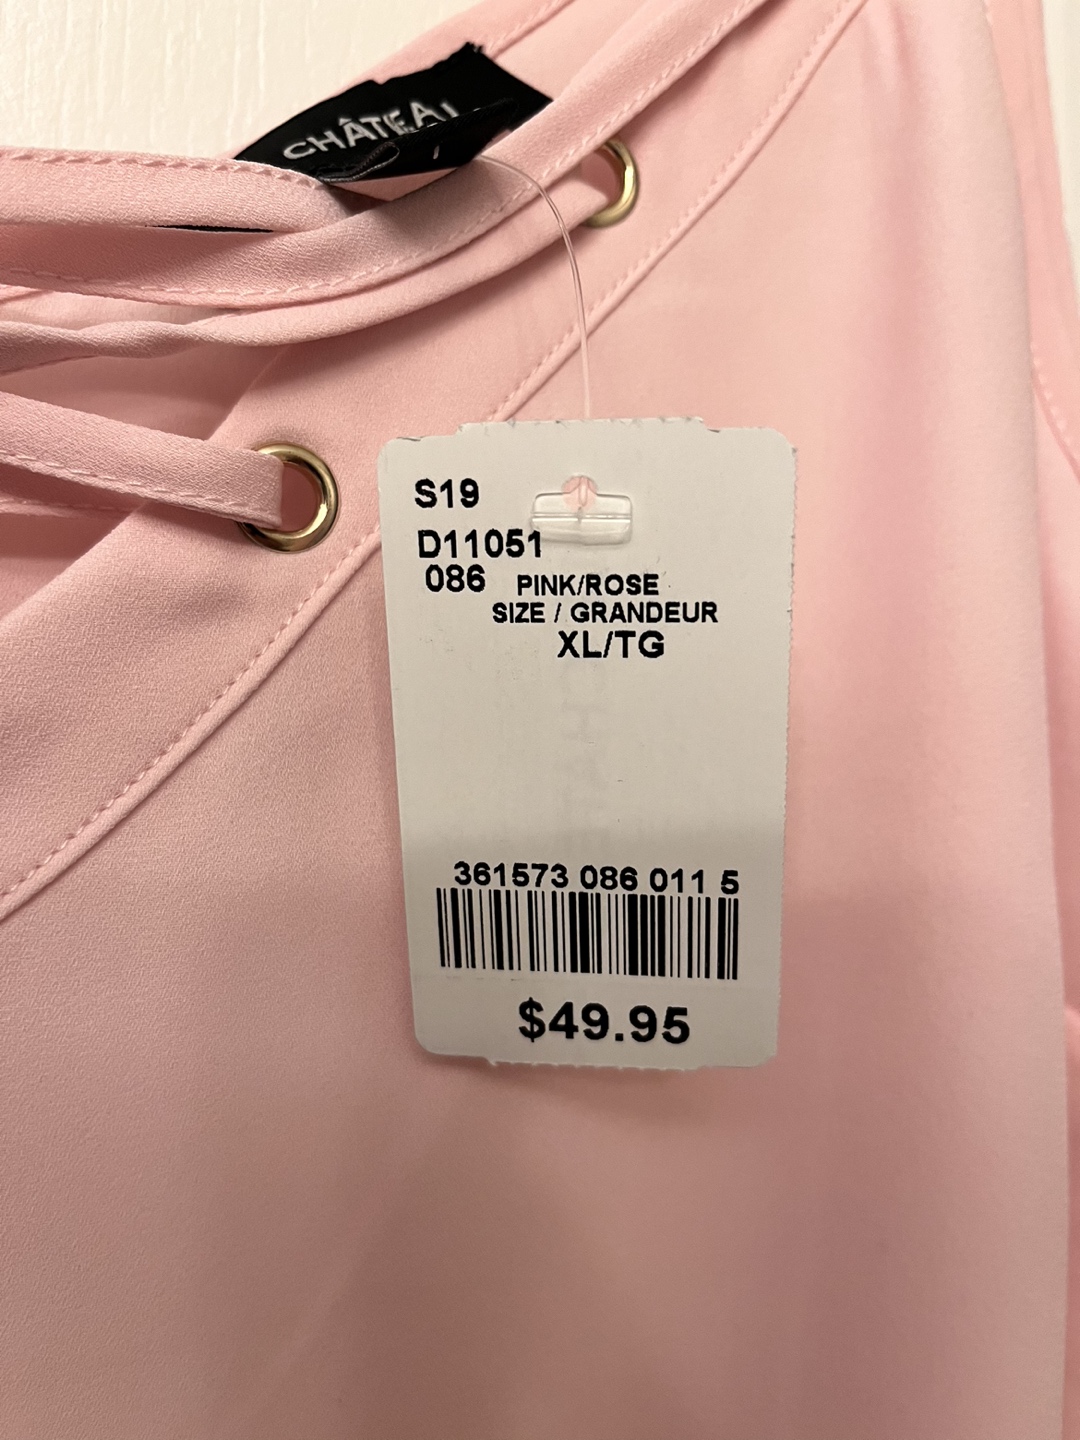 CHÂTEAU
S19
D11051
086 PINK/ROSE
SIZE / GRANDEUR
XL/TG
361573 086 011 5
$49.95